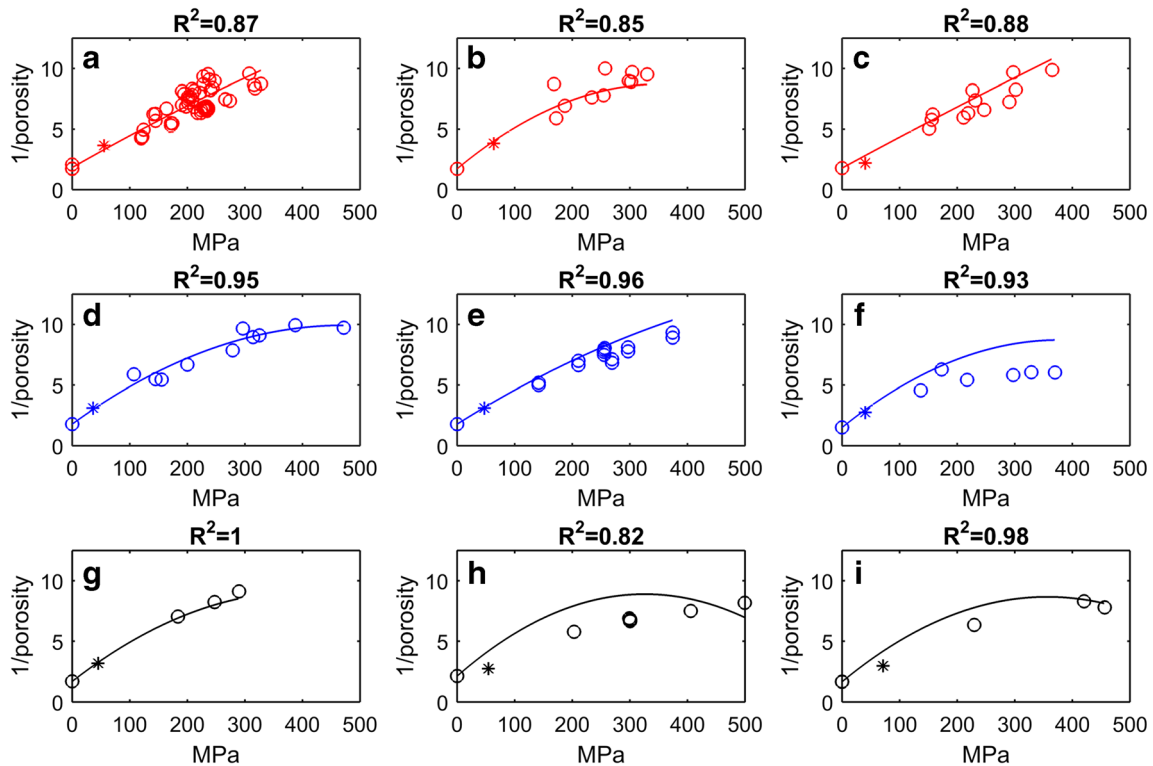 R²=0.87 R²=0.85 R²=0.88
a b c
10 10 10
1/porosity 1/porosity 1/porosity
5 5 5
0 0 0
0 100 200 300 400 500 0 100 200 300 400 500 0 100 200 300 400 500
MPa MPa MPa
R²=0.95 R²=0.96 R²=0.93
d e f
10 10 10
1/porosity 1/porosity 1/porosity
5 5 5
0 0 0
0 100 200 300 400 500 0 100 200 300 400 500 0 100 200 300 400 500
MPa MPa MPa
R²=1 R²=0.82 R²=0.98
g h i
10 10 10
1/porosity 1/porosity 1/porosity
5 5 5
0 0 0
0 100 200 300 400 500 0 100 200 300 400 500 0 100 200 300 400 500
MPa MPa MPa